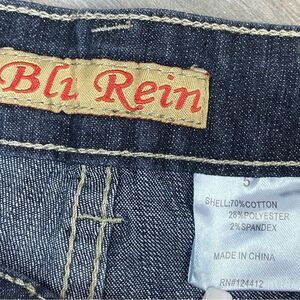 Blu Rein
5
SHELL:70%COTTON
28%POLYESTER
2%SPANDEX
MADE IN CHINA
RN#124412